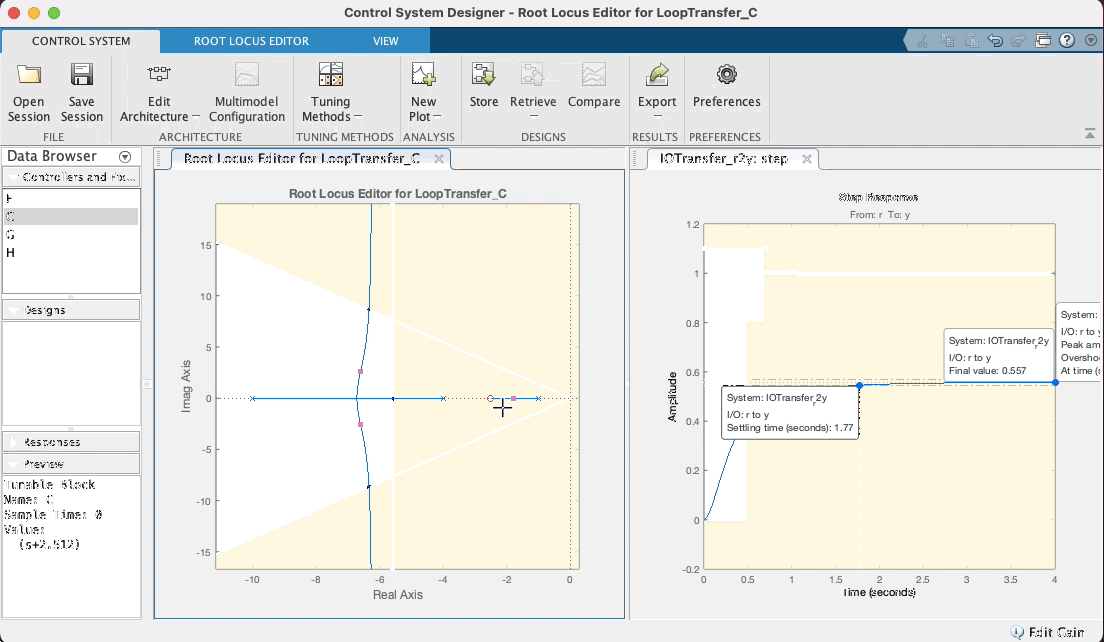 Control System Designer - Root Locus Editor for LoopTransfer_C
CONTROL SYSTEM
ROOT LOCUS EDITOR
VIEW
Open Session
Save Session
Edit Architecture
Multimodel Configuration
Tuning Methods
New Plot
Store
Retrieve
Compare
Export
Preferences
FILE
ARCHITECTURE
TUNING METHODS
ANALYSIS
DESIGNS
RESULTS
PREFERENCES
Data Browser
Controllers and Fix...
F
C
G
H
Designs
Responses
Preview
Tunable Block
Name: C
Sample Time: 0
Value:
(s+2.512)
Root Locus Editor for LoopTransfer_C
Root Locus Editor for LoopTransfer_C
Imag Axis
15
10
5
0
-5
-10
-15
-10
-8
-6
-4
-2
0
Real Axis
IOTransfer_r2y: step
Step Response
From: r To: y
Amplitude
1.2
1
0.8
0.6
0.4
0.2
0
-0.2
0
0.5
1
1.5
2
2.5
3
3.5
4
Time (seconds)
System: IOTransfer_r2y
I/O: r to y
Settling time (seconds): 1.77
System: IOTransfer_r2y
I/O: r to y
Final value: 0.557
System:
I/O: r to y
Peak am
Oversho
At time (s
Edit Gain